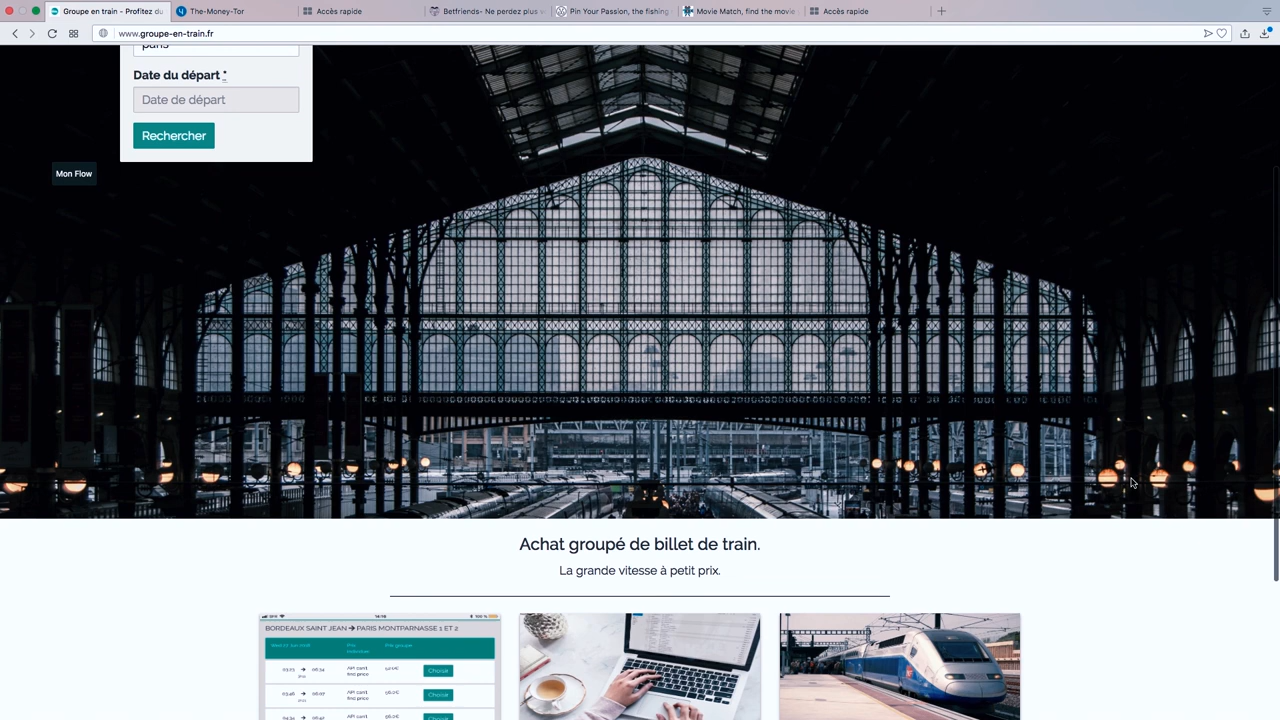 Groupe en train - Profitez du
The-Money-Tor
Accès rapide
Betfriends- Ne perdez plus v
Pin Your Passion, the fishing
Movie Match, find the movie
Accès rapide
www.groupe-en-train.fr
paris
Date du départ *
Date de départ
Rechercher
Mon Flow
Achat groupé de billet de train.
La grande vitesse à petit prix.
BORDEAUX SAINT JEAN → PARIS MONTPARNASSE 1 ET 2
Choisir
Choisir
Choisir